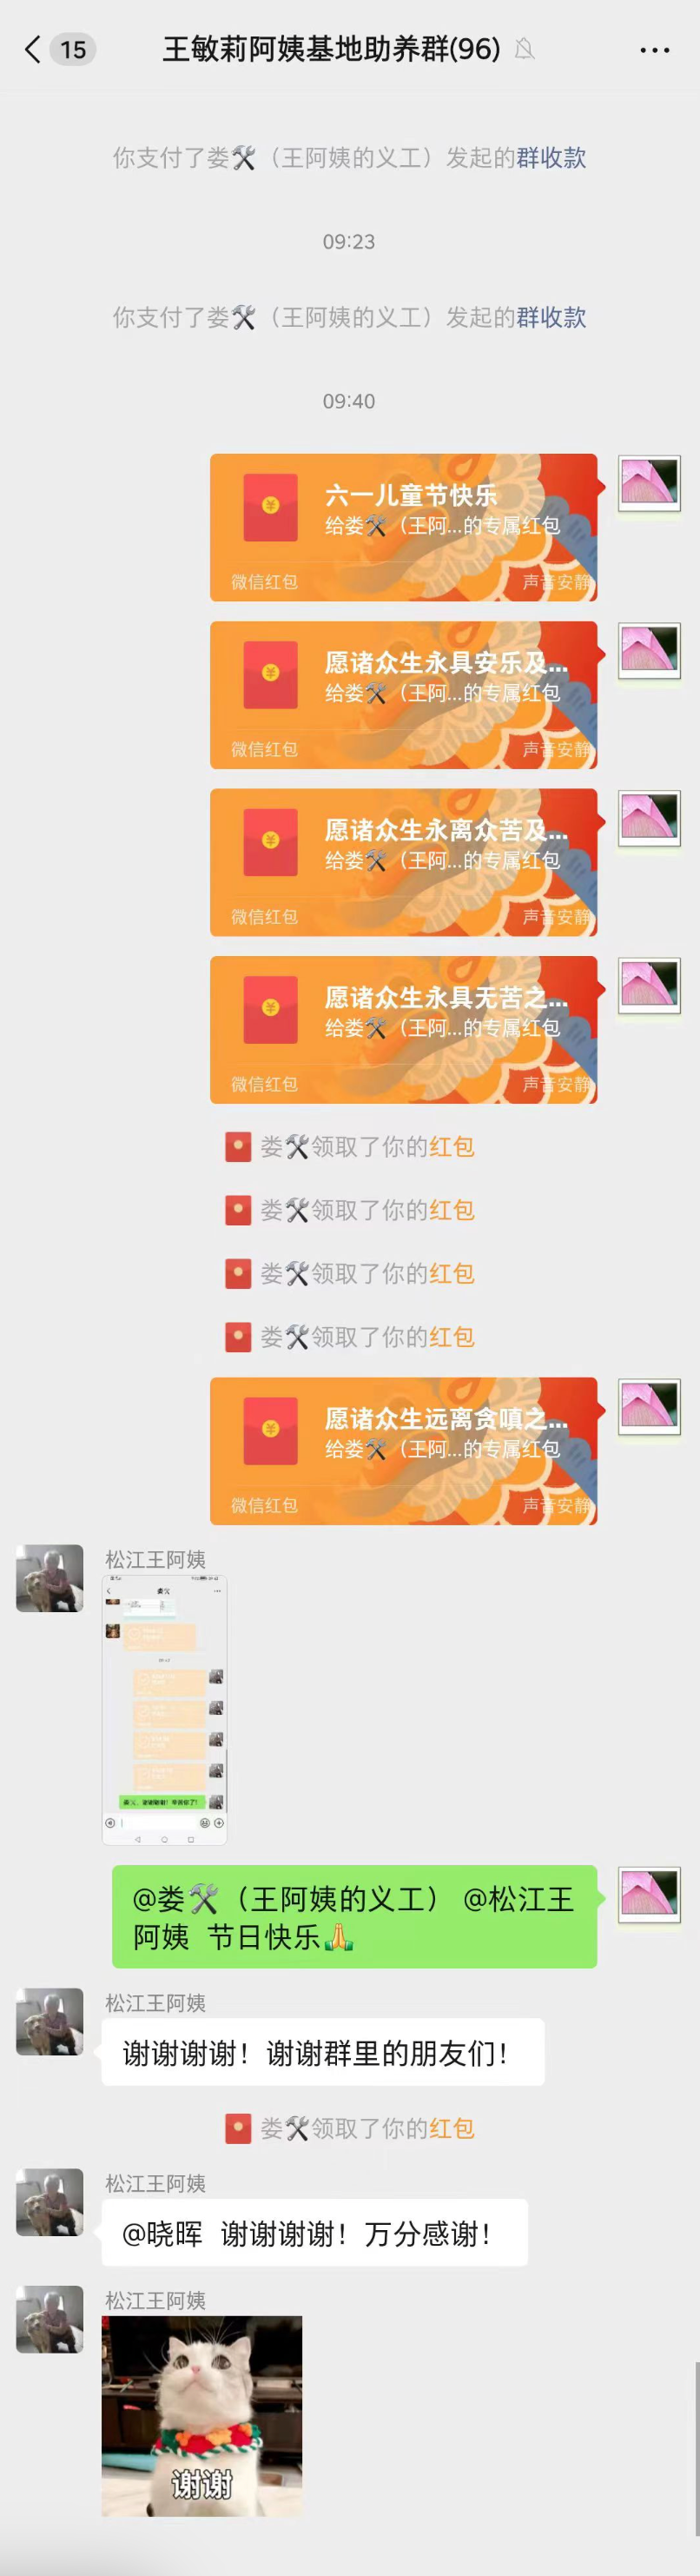 15
王敏莉阿姨基地助养群(96)
你支付了娄🛠（王阿姨的义工）发起的群收款
09:23
你支付了娄🛠（王阿姨的义工）发起的群收款
09:40
六一儿童节快乐
给娄🛠（王阿...的专属红包
微信红包
声音安静
愿诸众生永具安乐及...
给娄🛠（王阿...的专属红包
微信红包
声音安静
愿诸众生永离众苦及...
给娄🛠（王阿...的专属红包
微信红包
声音安静
愿诸众生永具无苦之...
给娄🛠（王阿...的专属红包
微信红包
声音安静
娄🛠领取了你的红包
娄🛠领取了你的红包
娄🛠领取了你的红包
娄🛠领取了你的红包
愿诸众生远离贪嗔之...
给娄🛠（王阿...的专属红包
微信红包
声音安静
松江王阿姨
@娄🛠（王阿姨的义工） @松江王
阿姨 节日快乐🙏
松江王阿姨
谢谢谢谢！谢谢群里的朋友们！
娄🛠领取了你的红包
松江王阿姨
@晓晖 谢谢谢谢！万分感谢！
松江王阿姨
谢谢